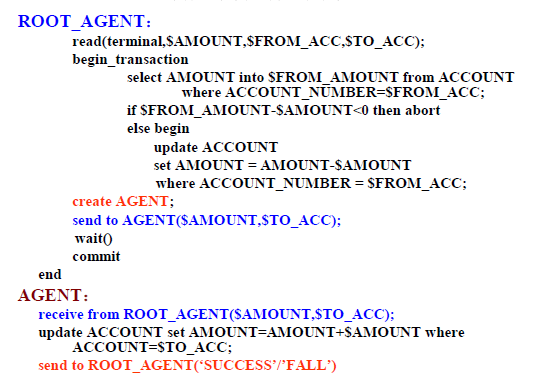 ROOT_AGENT:
read(terminal,$AMOUNT,$FROM_ACC,$TO_ACC);
begin_transaction
select AMOUNT into $FROM_AMOUNT from ACCOUNT
where ACCOUNT_NUMBER=$FROM_ACC;
if $FROM_AMOUNT-$AMOUNT<0 then abort
else begin
update ACCOUNT
set AMOUNT = AMOUNT-$AMOUNT
where ACCOUNT_NUMBER = $FROM_ACC;
create AGENT;
send to AGENT($AMOUNT,$TO_ACC);
wait()
commit
end
AGENT:
receive from ROOT_AGENT($AMOUNT,$TO_ACC);
update ACCOUNT set AMOUNT=AMOUNT+$AMOUNT where
ACCOUNT=$TO_ACC;
send to ROOT_AGENT(‘SUCCESS’/’FALL’)